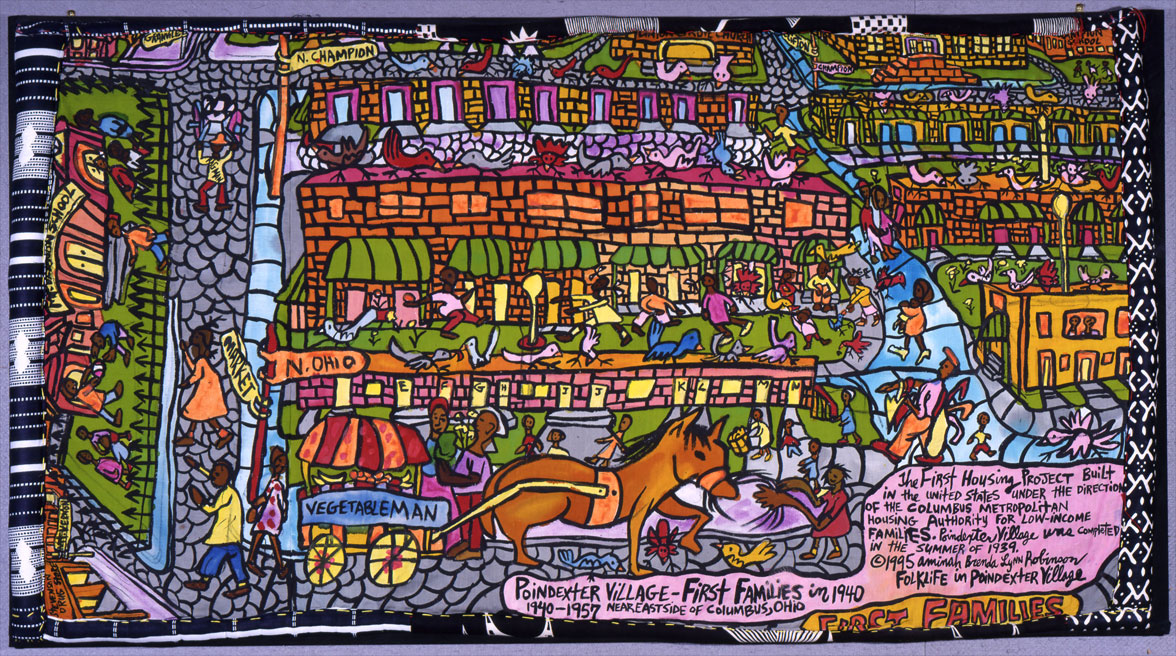 N. CHAMPION
N. CHAMPION
N. OHIO
MARKET
SCHOOL
E F G H I J J K L M N
VEGETABLEMAN
The First Housing Project Built
in the united States under the Direction
of the Columbus Metropolitan
Housing Authority for Low-income
Families. Poindexter Village was completed
in the summer of 1939.
©1995 aminah Brenda Lynn Robinson
Folklife in Poindexter Village
Poindexter Village – First Families in 1940
1940–1957 Near Eastside of Columbus, Ohio
FIRST FAMILIES